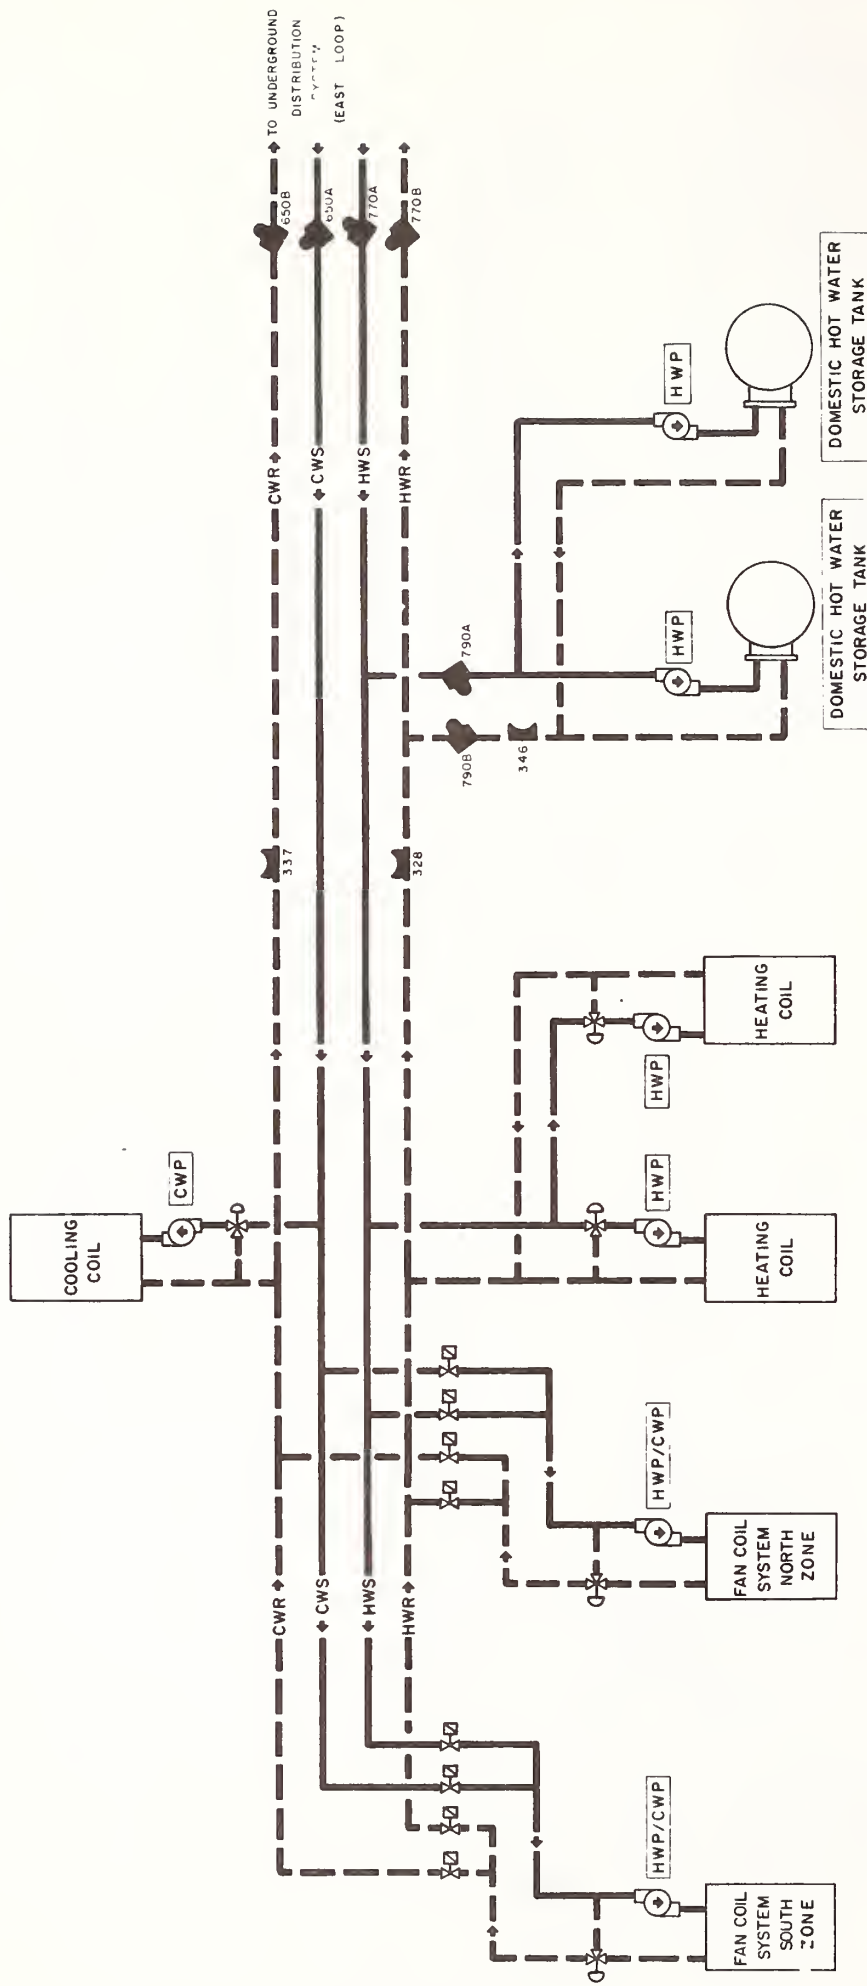 TO UNDERGROUND
DISTRIBUTION
(EAST LOOP)
650B
650A
770A
770B
CWR
CWS
HWS
HWR
790A
790B
346
337
328
HWP
HWP
DOMESTIC HOT WATER
STORAGE TANK
DOMESTIC HOT WATER
STORAGE TANK
COOLING
COIL
CWP
HEATING
COIL
HWP
HEATING
COIL
HWP
CWR
CWS
HWS
HWR
HWP/CWP
FAN COIL
SYSTEM
NORTH
ZONE
HWP/CWP
FAN COIL
SYSTEM
SOUTH
ZONE